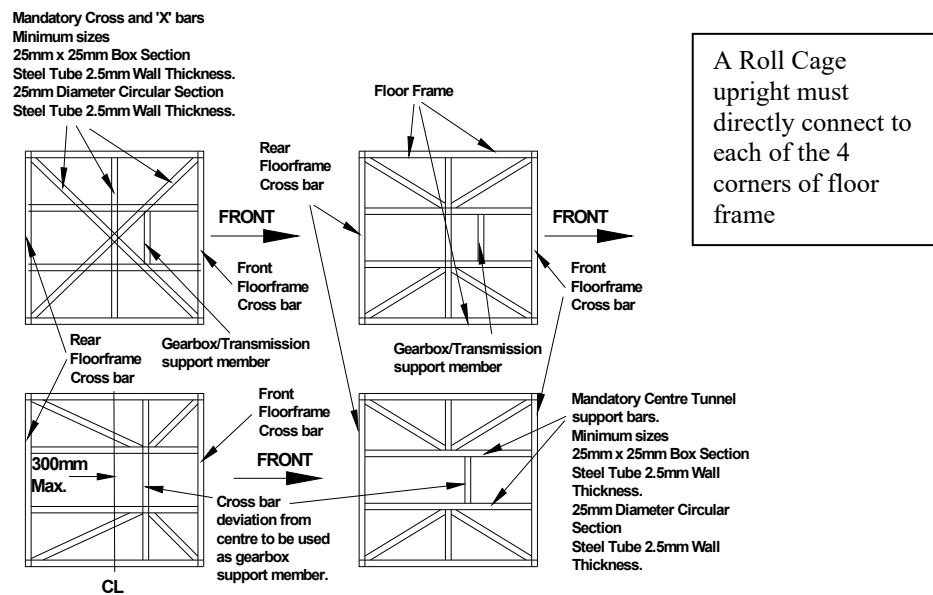 Mandatory Cross and 'X' bars
Minimum sizes
25mm x 25mm Box Section
Steel Tube 2.5mm Wall Thickness.
25mm Diameter Circular Section
Steel Tube 2.5mm Wall Thickness.
Floor Frame
A Roll Cage
upright must
directly connect to
each of the 4
corners of floor
frame
Rear
Floorframe
Cross bar
FRONT
FRONT
Front
Floorframe
Cross bar
Front
Floorframe
Cross bar
Gearbox/Transmission
support member
Gearbox/Transmission
support member
Rear
Floorframe
Cross bar
Front
Floorframe
Cross bar
FRONT
300mm
Max.
Cross bar
deviation from
centre to be used
as gearbox
support member.
CL
Mandatory Centre Tunnel
support bars.
Minimum sizes
25mm x 25mm Box Section
Steel Tube 2.5mm Wall
Thickness.
25mm Diameter Circular
Section
Steel Tube 2.5mm Wall
Thickness.